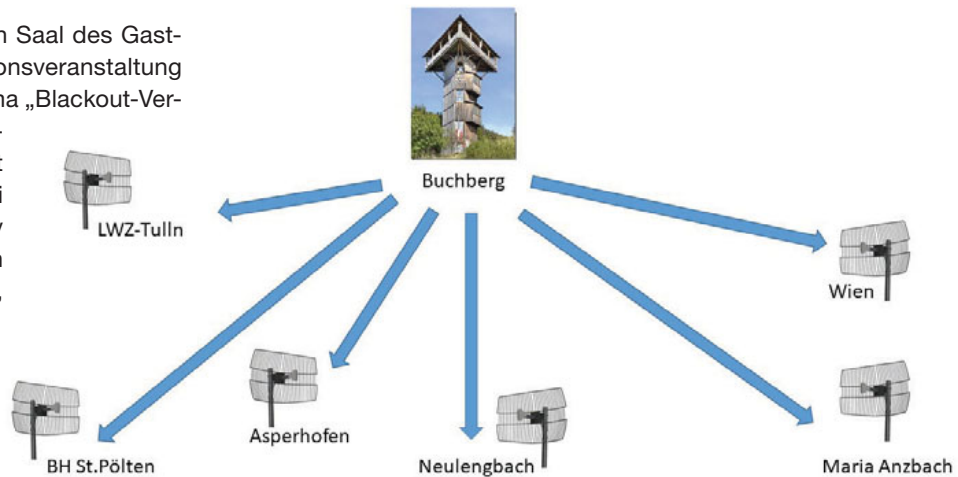 n Saal des Gast-
onsveranstaltung
na „Blackout-Ver-
-
t
i
y
n
,
Buchberg
LWZ-Tulln
Wien
Asperhofen
BH St.Pölten
Neulengbach
Maria Anzbach